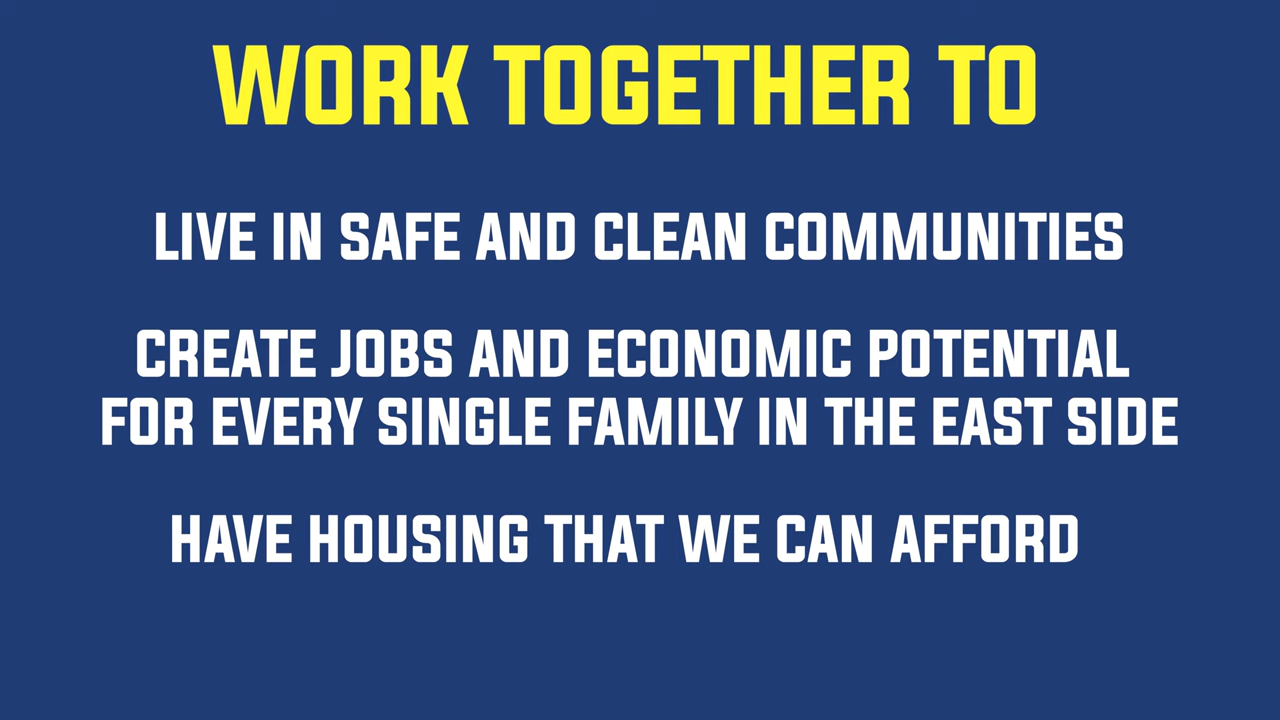 WORK TOGETHER TO
LIVE IN SAFE AND CLEAN COMMUNITIES
CREATE JOBS AND ECONOMIC POTENTIAL
FOR EVERY SINGLE FAMILY IN THE EAST SIDE
HAVE HOUSING THAT WE CAN AFFORD